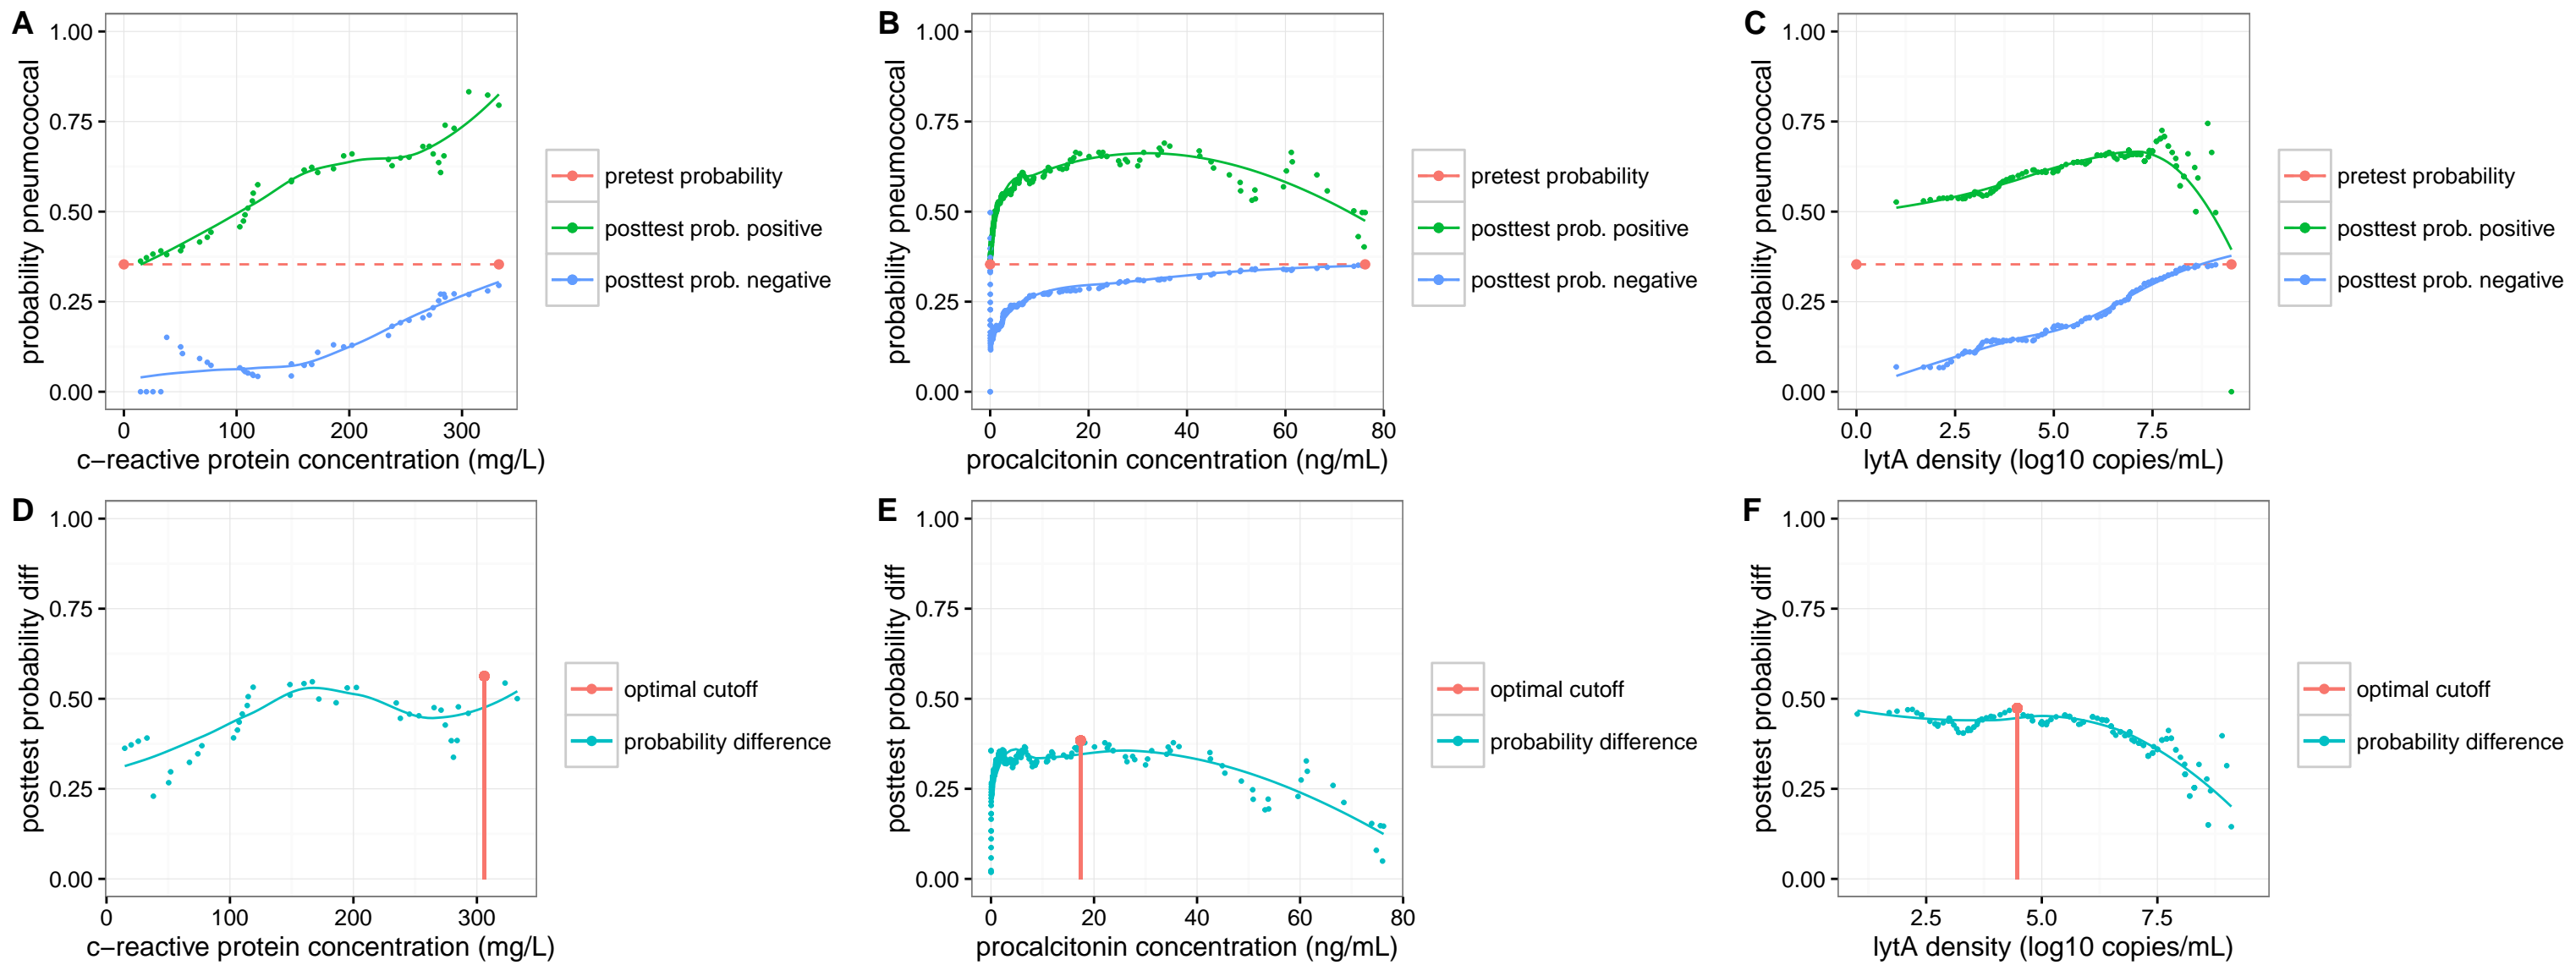 A
1.00
0.75
0.50
0.25
0.00
probability pneumococcal
0
100
200
300
c−reactive protein concentration (mg/L)
pretest probability
posttest prob. positive
posttest prob. negative
B
1.00
0.75
0.50
0.25
0.00
probability pneumococcal
0
20
40
60
80
procalcitonin concentration (ng/mL)
pretest probability
posttest prob. positive
posttest prob. negative
C
1.00
0.75
0.50
0.25
0.00
probability pneumococcal
0.0
2.5
5.0
7.5
lytA density (log10 copies/mL)
pretest probability
posttest prob. positive
posttest prob. negative
D
1.00
0.75
0.50
0.25
0.00
posttest probability diff
0
100
200
300
c−reactive protein concentration (mg/L)
optimal cutoff
probability difference
E
1.00
0.75
0.50
0.25
0.00
posttest probability diff
0
20
40
60
80
procalcitonin concentration (ng/mL)
optimal cutoff
probability difference
F
1.00
0.75
0.50
0.25
0.00
posttest probability diff
2.5
5.0
7.5
lytA density (log10 copies/mL)
optimal cutoff
probability difference